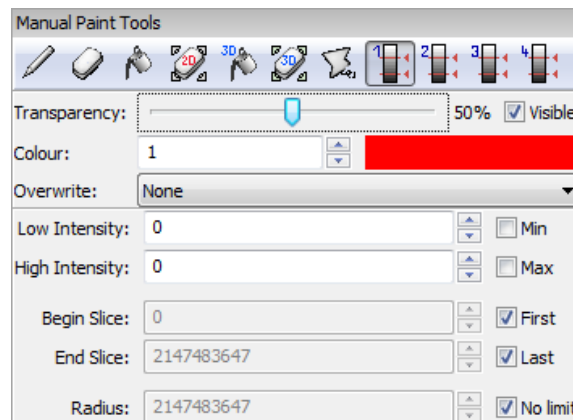 Manual Paint Tools
2D 3D 3D 1 2 3 4
Transparency: 50% Visible
Colour: 1
Overwrite: None
Low Intensity: 0 Min
High Intensity: 0 Max
Begin Slice: 0 First
End Slice: 2147483647 Last
Radius: 2147483647 No limit